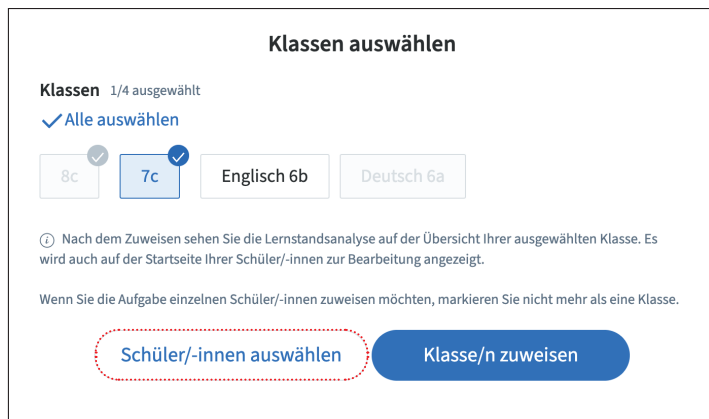 Klassen auswählen
Klassen 1/4 ausgewählt
Alle auswählen
8c 7c Englisch 6b Deutsch 6a
Nach dem Zuweisen sehen Sie die Lernstandsanalyse auf der Übersicht Ihrer ausgewählten Klasse. Es
wird auch auf der Startseite Ihrer Schüler/-innen zur Bearbeitung angezeigt.
Wenn Sie die Aufgabe einzelnen Schüler/-innen zuweisen möchten, markieren Sie nicht mehr als eine Klasse.
Schüler/-innen auswählen Klasse/n zuweisen